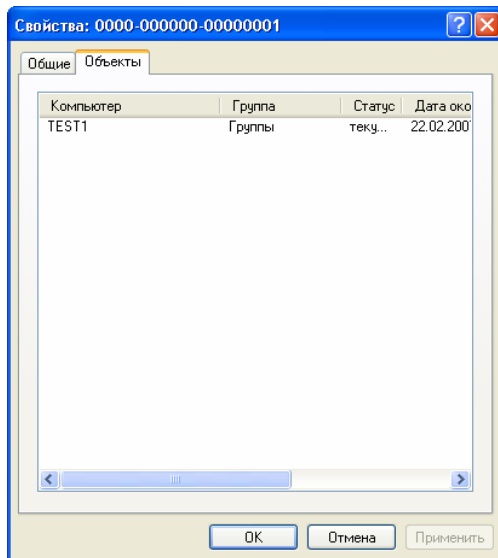 Свойства: 0000-000000-00000001
Общие Объекты
Компьютер Группа Статус Дата око
TEST1 Группы теку... 22.02.200
OK Отмена Применить